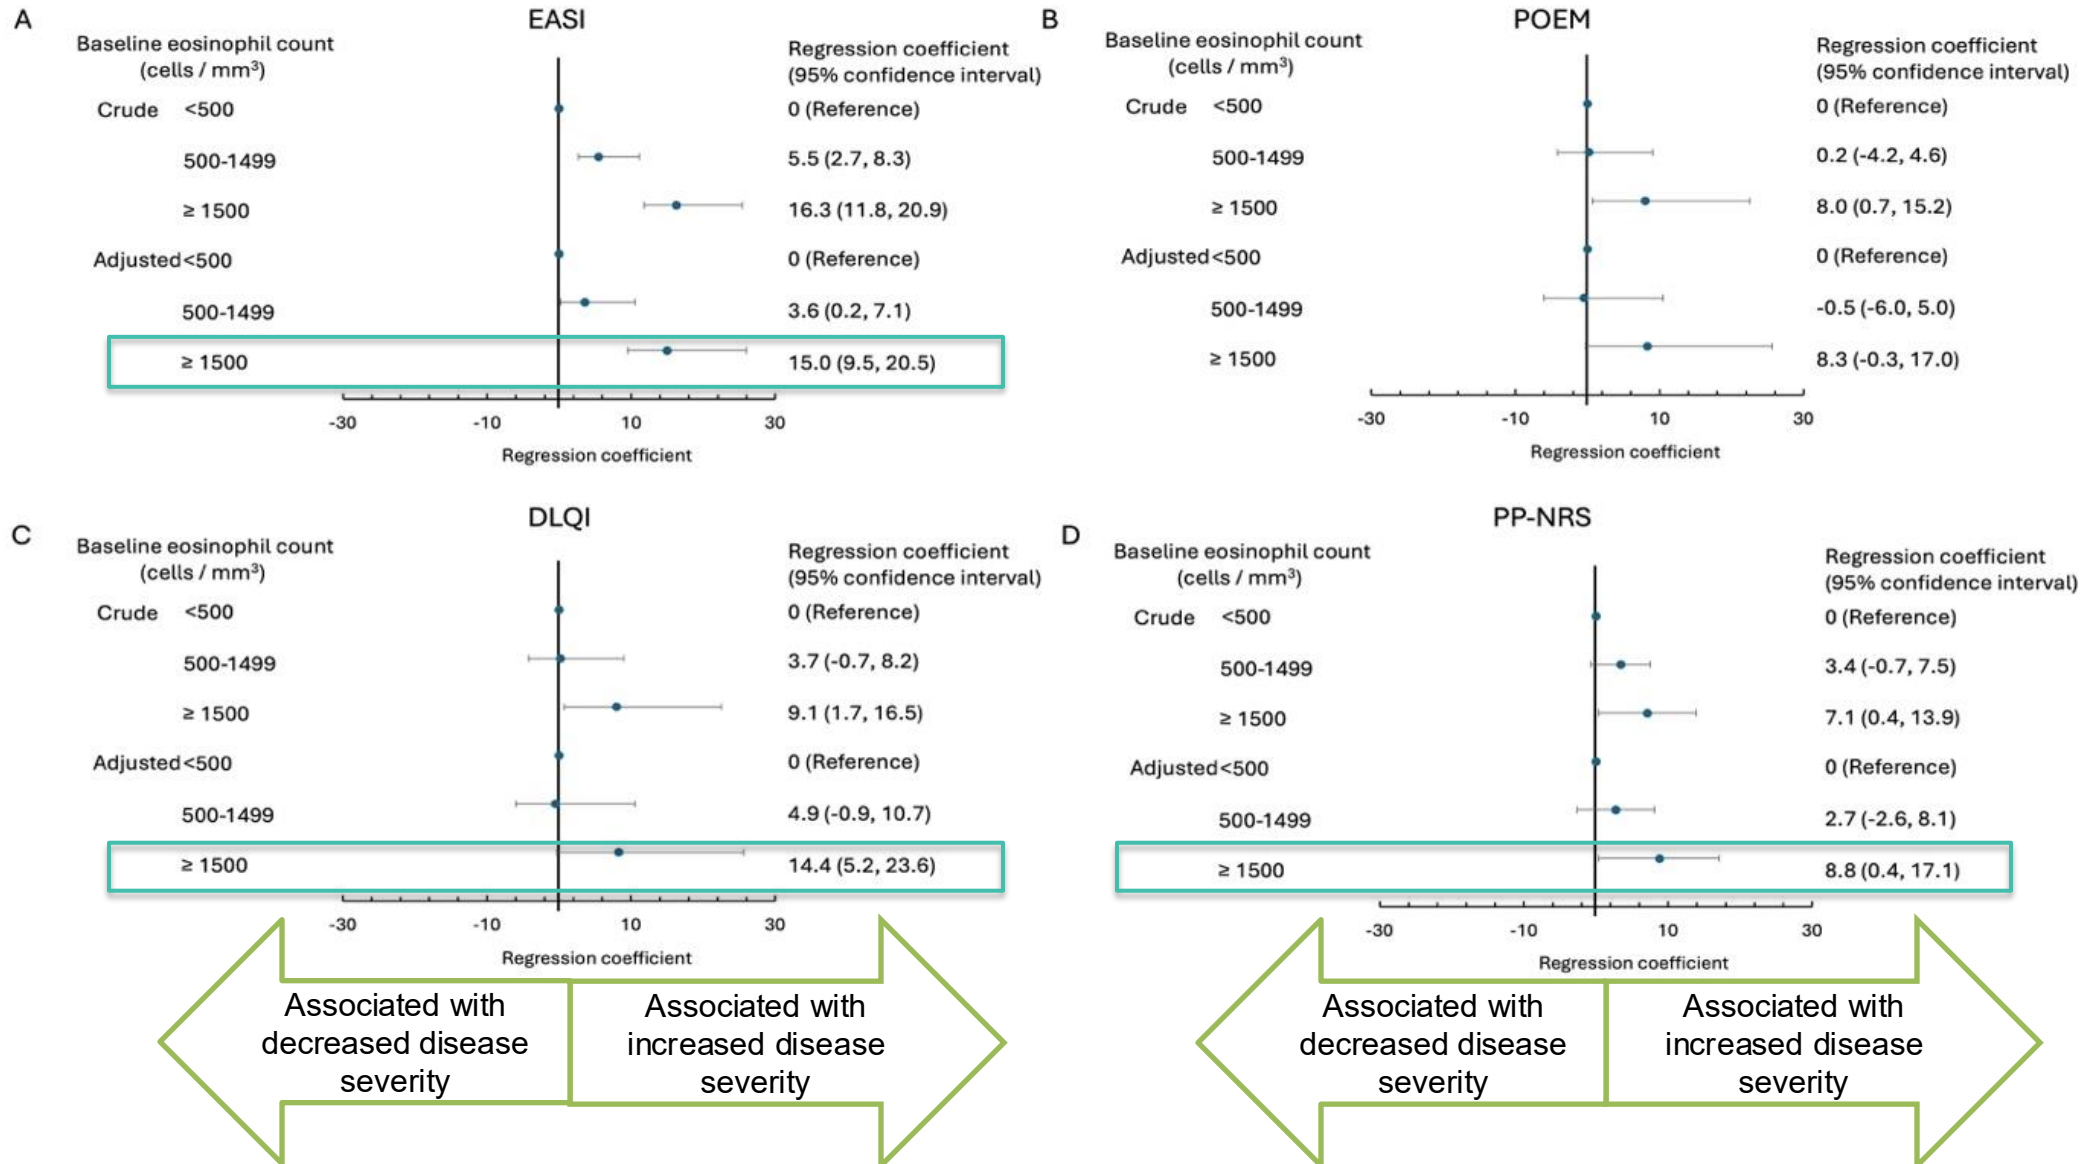 A
EASI
Baseline eosinophil count
(cells / mm³)
Regression coefficient
(95% confidence interval)
Crude <500 0 (Reference)
500-1499 5.5 (2.7, 8.3)
≥ 1500 16.3 (11.8, 20.9)
Adjusted<500 0 (Reference)
500-1499 3.6 (0.2, 7.1)
≥ 1500 15.0 (9.5, 20.5)
-30 -10 10 30
Regression coefficient
B
POEM
Baseline eosinophil count
(cells / mm³)
Regression coefficient
(95% confidence interval)
Crude <500 0 (Reference)
500-1499 0.2 (-4.2, 4.6)
≥ 1500 8.0 (0.7, 15.2)
Adjusted<500 0 (Reference)
500-1499 -0.5 (-6.0, 5.0)
≥ 1500 8.3 (-0.3, 17.0)
-30 -10 10 30
Regression coefficient
C
DLQI
Baseline eosinophil count
(cells / mm³)
Regression coefficient
(95% confidence interval)
Crude <500 0 (Reference)
500-1499 3.7 (-0.7, 8.2)
≥ 1500 9.1 (1.7, 16.5)
Adjusted<500 0 (Reference)
500-1499 4.9 (-0.9, 10.7)
≥ 1500 14.4 (5.2, 23.6)
-30 -10 10 30
Regression coefficient
Associated with
decreased disease
severity
Associated with
increased disease
severity
D
PP-NRS
Baseline eosinophil count
(cells / mm³)
Regression coefficient
(95% confidence interval)
Crude <500 0 (Reference)
500-1499 3.4 (-0.7, 7.5)
≥ 1500 7.1 (0.4, 13.9)
Adjusted<500 0 (Reference)
500-1499 2.7 (-2.6, 8.1)
≥ 1500 8.8 (0.4, 17.1)
-30 -10 10 30
Regression coefficient
Associated with
decreased disease
severity
Associated with
increased disease
severity